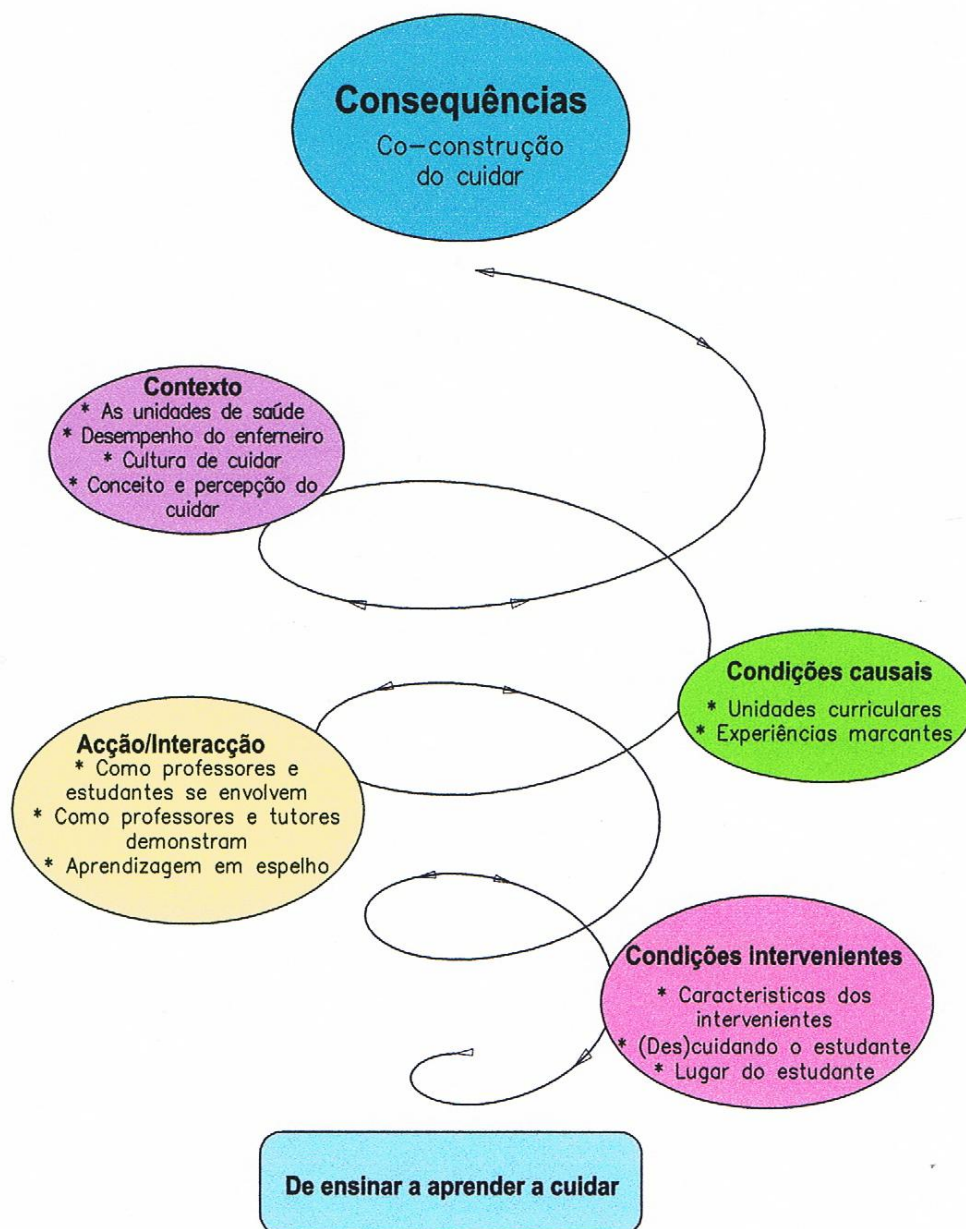 Consequências
Co-construção
do cuidar
Contexto
* As unidades de saúde
* Desempenho do enfermeiro
* Cultura de cuidar
* Conceito e percepção do
cuidar
Condições causais
* Unidades curriculares
* Experiências marcantes
Acção/Interacção
* Como professores e
estudantes se envolvem
* Como professores e tutores
demonstram
* Aprendizagem em espelho
Condições intervenientes
* Caracteristicas dos
intervenientes
* (Des)cuidando o estudante
* Lugar do estudante
De ensinar a aprender a cuidar